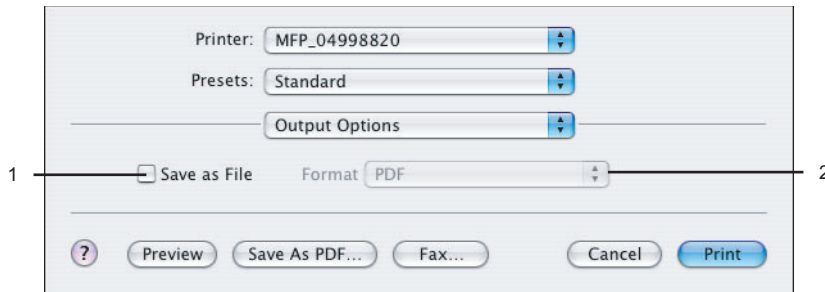 Printer: MFP_04998820
Presets: Standard
Output Options
1 Save as File Format PDF 2
? Preview Save As PDF... Fax... Cancel Print